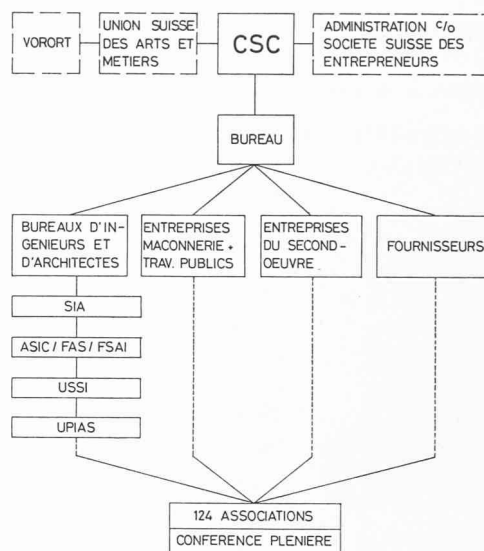 VORORT
UNION SUISSE
DES ARTS ET
METIERS
CSC
ADMINISTRATION c/o
SOCIETE SUISSE DES
ENTREPRENEURS
BUREAU
BUREAUX D'IN-
GENIEURS ET
D'ARCHITECTES
ENTREPRISES
MACONNERIE +
TRAV. PUBLICS
ENTREPRISES
DU SECOND-
OEUVRE
FOURNISSEURS
SIA
ASIC / FAS / FSAI
USSI
UPIAS
124 ASSOCIATIONS
CONFERENCE PLENIERE